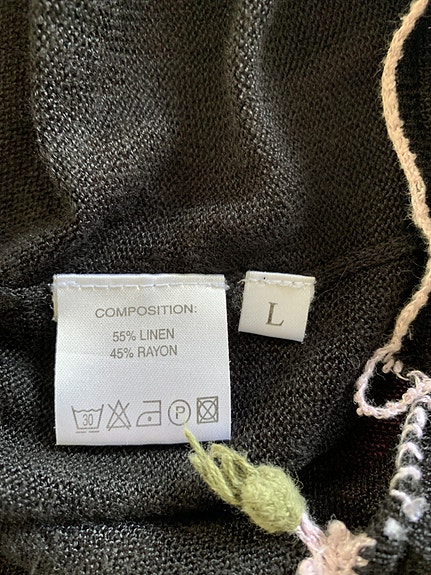 COMPOSITION:
55% LINEN
45% RAYON
30 P
L